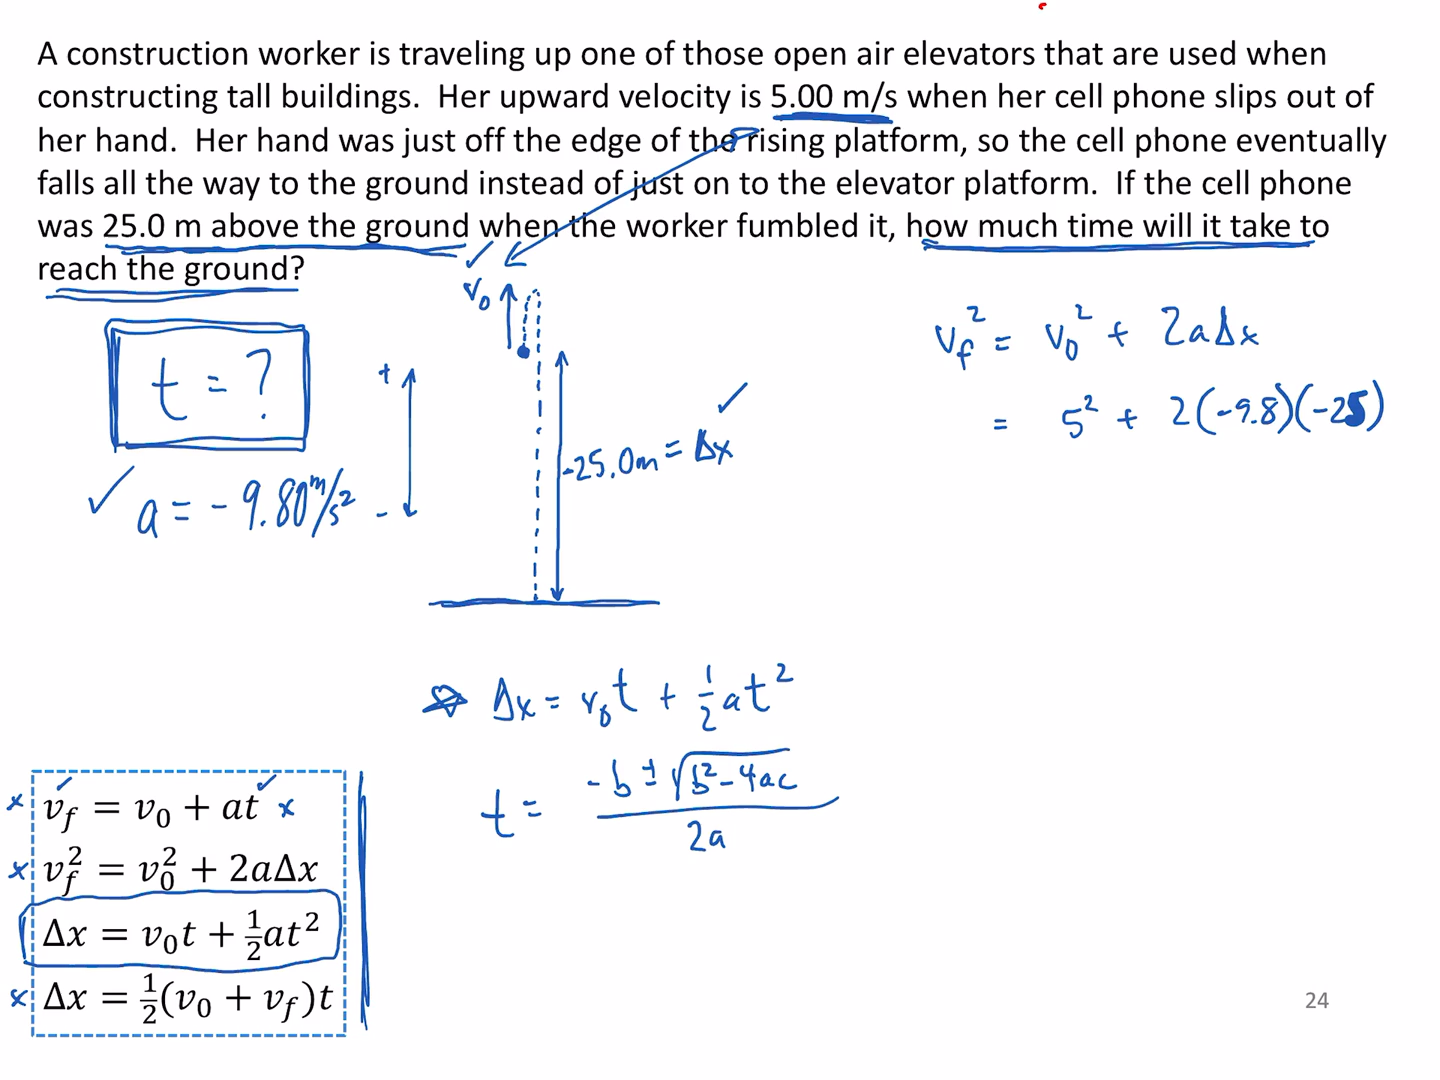 A construction worker is traveling up one of those open air elevators that are used when
constructing tall buildings. Her upward velocity is 5.00 m/s when her cell phone slips out of
her hand. Her hand was just off the edge of the rising platform, so the cell phone eventually
falls all the way to the ground instead of just on to the elevator platform. If the cell phone
was 25.0 m above the ground when the worker fumbled it, how much time will it take to
reach the ground?
t = ?
a = -9.80 m/s²
+
-
v₀
-25.0m = Δx
v_f² = v₀² + 2aΔx
= 5² + 2(-9.8)(-25)
Δx = v₀t + ½at²
t = (-b ± √(b² - 4ac)) / 2a
x v_f = v₀ + at x
x v_f² = v₀² + 2aΔx
Δx = v₀t + ½at²
x Δx = ½(v₀ + v_f)t
24